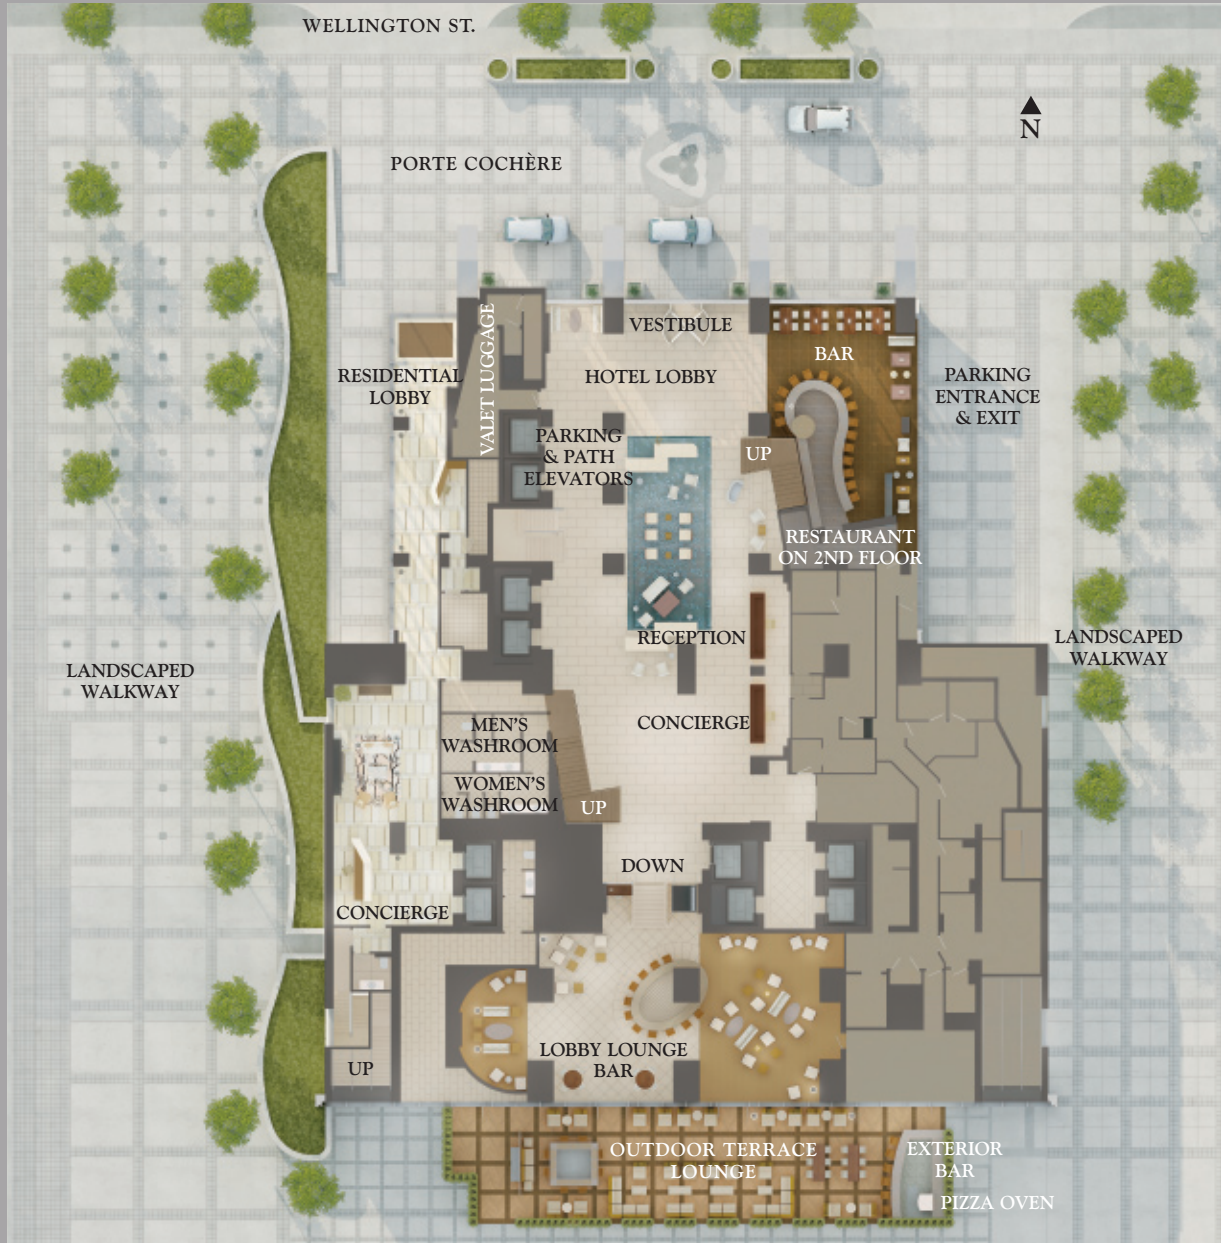 WELLINGTON ST.
N
PORTE COCHÈRE
VALET LUGGAGE
VESTIBULE
BAR
RESIDENTIAL
LOBBY
HOTEL LOBBY
PARKING
ENTRANCE
& EXIT
PARKING
& PATH
ELEVATORS
UP
RESTAURANT
ON 2ND FLOOR
RECEPTION
LANDSCAPED
WALKWAY
LANDSCAPED
WALKWAY
MEN'S
WASHROOM
CONCIERGE
WOMEN'S
WASHROOM
UP
DOWN
CONCIERGE
LOBBY LOUNGE
BAR
UP
OUTDOOR TERRACE
LOUNGE
EXTERIOR
BAR
PIZZA OVEN